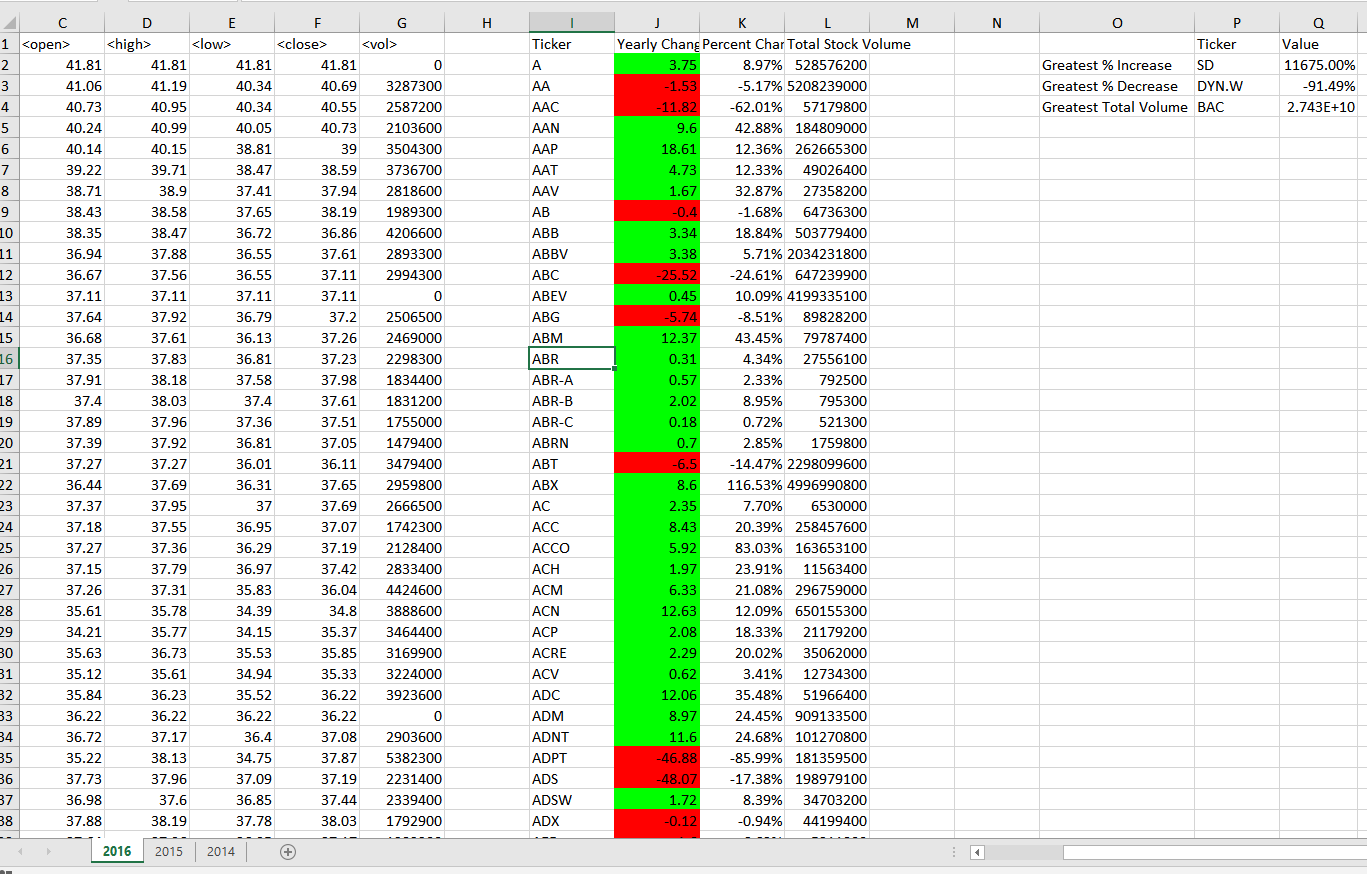 C D E F G H I J K L M N O P Q
1 <open> <high> <low> <close> <vol> Ticker Yearly Chang Percent Char Total Stock Volume Ticker Value
2 41.81 41.81 41.81 41.81 0 A 3.75 8.97% 528576200 Greatest % Increase SD 11675.00%
3 41.06 41.19 40.34 40.69 3287300 AA -1.53 -5.17% 5208239000 Greatest % Decrease DYN.W -91.49%
4 40.73 40.95 40.34 40.55 2587200 AAC -11.82 -62.01% 57179800 Greatest Total Volume BAC 2.743E+10
5 40.24 40.99 40.05 40.73 2103600 AAN 9.6 42.88% 184809000
6 40.14 40.15 38.81 39 3504300 AAP 18.61 12.36% 262665300
7 39.22 39.71 38.47 38.59 3736700 AAT 4.73 12.33% 49026400
8 38.71 38.9 37.41 37.94 2818600 AAV 1.67 32.87% 27358200
9 38.43 38.58 37.65 38.19 1989300 AB -0.4 -1.68% 64736300
10 38.35 38.47 36.72 36.86 4206600 ABB 3.34 18.84% 503779400
11 36.94 37.88 36.55 37.61 2893300 ABBV 3.38 5.71% 2034231800
12 36.67 37.56 36.55 37.11 2994300 ABC -25.52 -24.61% 647239900
13 37.11 37.11 37.11 37.11 0 ABEV 0.45 10.09% 4199335100
14 37.64 37.92 36.79 37.2 2506500 ABG -5.74 -8.51% 89828200
15 36.68 37.61 36.13 37.26 2469000 ABM 12.37 43.45% 79787400
16 37.35 37.83 36.81 37.23 2298300 ABR 0.31 4.34% 27556100
17 37.91 38.18 37.58 37.98 1834400 ABR-A 0.57 2.33% 792500
18 37.4 38.03 37.4 37.61 1831200 ABR-B 2.02 8.95% 795300
19 37.89 37.96 37.36 37.51 1755000 ABR-C 0.18 0.72% 521300
20 37.39 37.92 36.81 37.05 1479400 ABRN 0.7 2.85% 1759800
21 37.27 37.27 36.01 36.11 3479400 ABT -6.5 -14.47% 2298099600
22 36.44 37.69 36.31 37.65 2959800 ABX 8.6 116.53% 4996990800
23 37.37 37.95 37 37.69 2666500 AC 2.35 7.70% 6530000
24 37.18 37.55 36.95 37.07 1742300 ACC 8.43 20.39% 258457600
25 37.27 37.36 36.29 37.19 2128400 ACCO 5.92 83.03% 163653100
26 37.15 37.79 36.97 37.42 2833400 ACH 1.97 23.91% 11563400
27 37.26 37.31 35.83 36.04 4424600 ACM 6.33 21.08% 296759000
28 35.61 35.78 34.39 34.8 3888600 ACN 12.63 12.09% 650155300
29 34.21 35.77 34.15 35.37 3464400 ACP 2.08 18.33% 21179200
30 35.63 36.73 35.53 35.85 3169900 ACRE 2.29 20.02% 35062000
31 35.12 35.61 34.94 35.33 3224000 ACV 0.62 3.41% 12734300
32 35.84 36.23 35.52 36.22 3923600 ADC 12.06 35.48% 51966400
33 36.22 36.22 36.22 36.22 0 ADM 8.97 24.45% 909133500
34 36.72 37.17 36.4 37.08 2903600 ADNT 11.6 24.68% 101270800
35 35.22 38.13 34.75 37.87 5382300 ADPT -46.88 -85.99% 181359500
36 37.73 37.96 37.09 37.19 2231400 ADS -48.07 -17.38% 198979100
37 36.98 37.6 36.85 37.44 2339400 ADSW 1.72 8.39% 34703200
38 37.88 38.19 37.78 38.03 1792900 ADX -0.12 -0.94% 44199400
2016 2015 2014